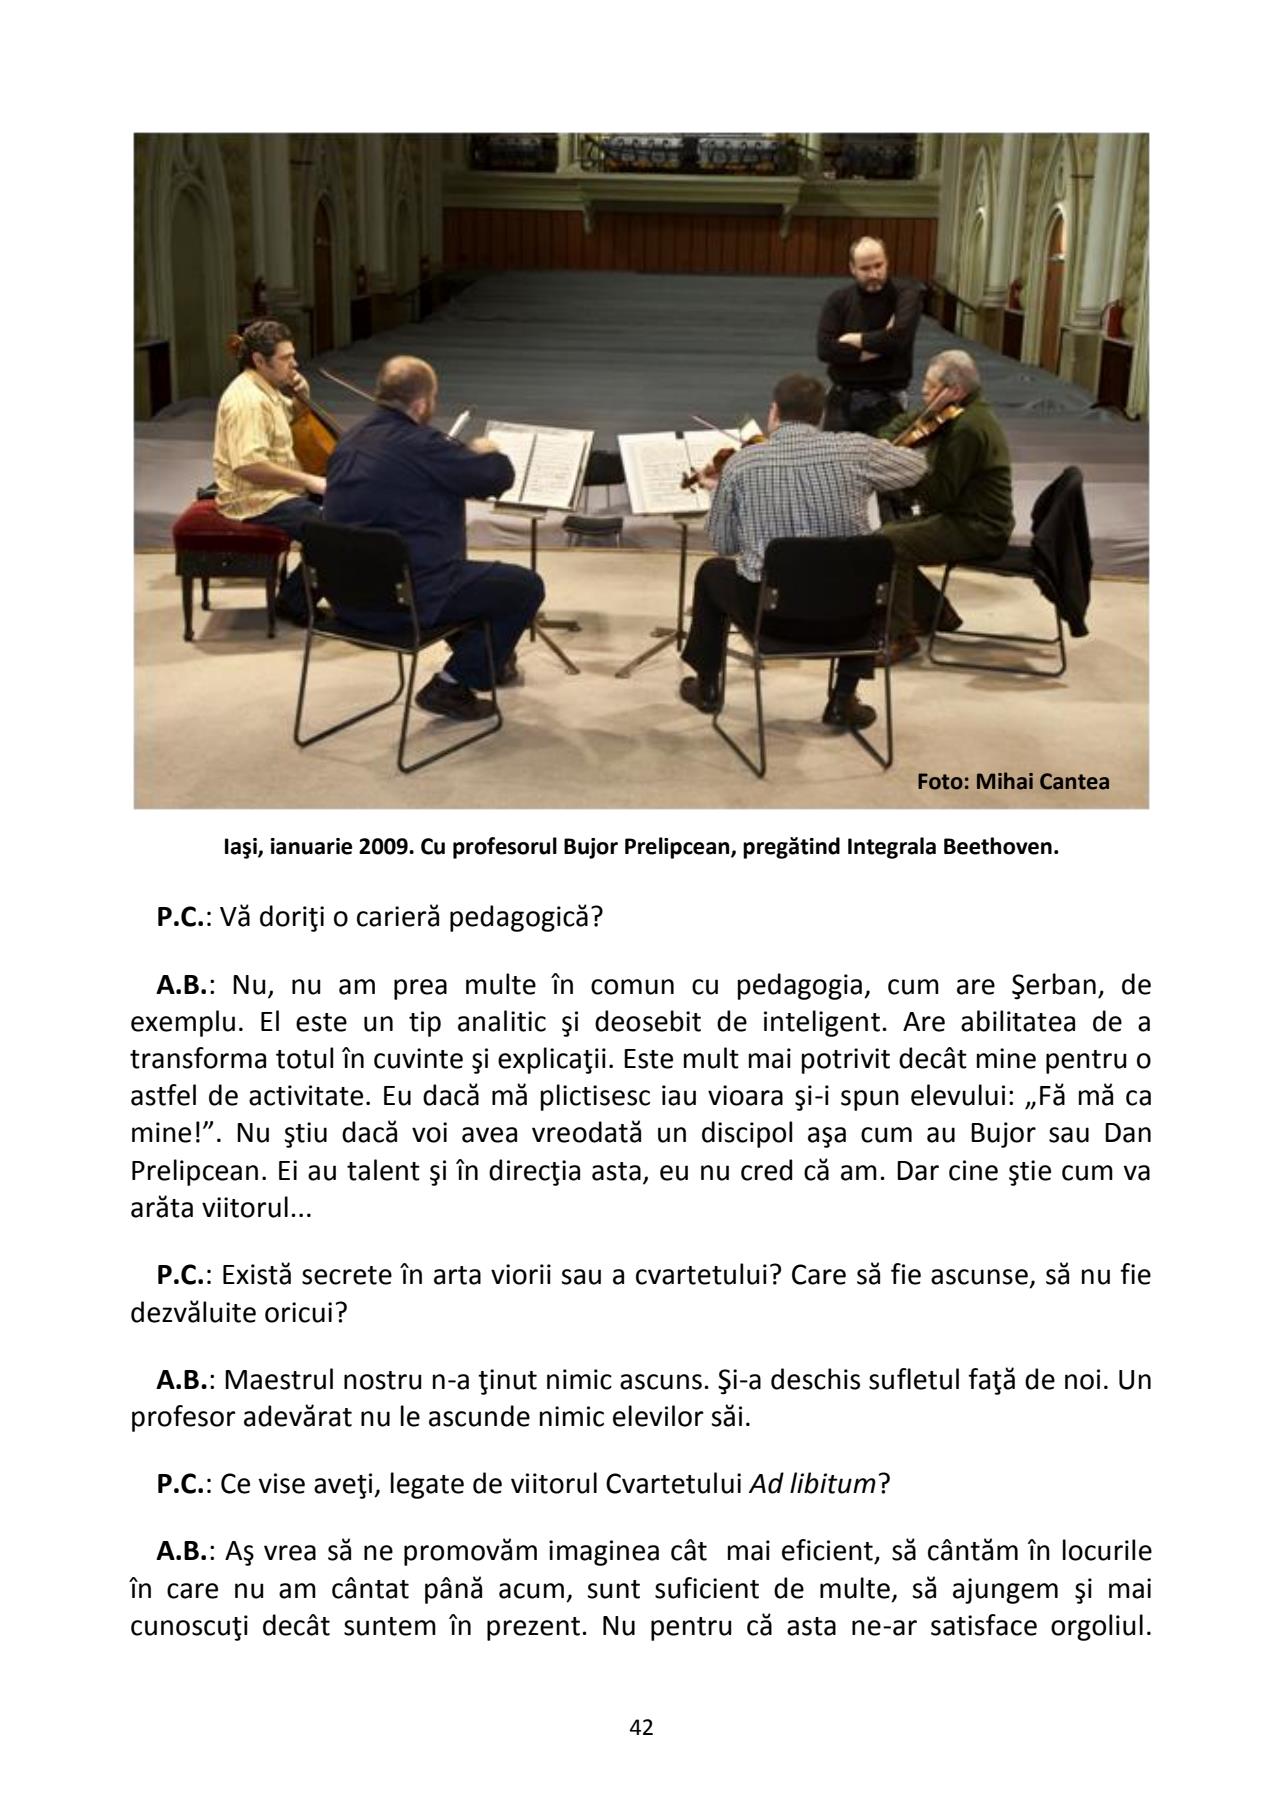 Foto: Mihai Cantea
Iaşi, ianuarie 2009. Cu profesorul Bujor Prelipcean, pregătind Integrala Beethoven.
P.C.: Vă doriţi o carieră pedagogică?
A.B.: Nu, nu am prea multe în comun cu pedagogia, cum are Şerban, de
exemplu. El este un tip analitic şi deosebit de inteligent. Are abilitatea de a
transforma totul în cuvinte şi explicaţii. Este mult mai potrivit decât mine pentru o
astfel de activitate. Eu dacă mă plictisesc iau vioara şi-i spun elevului: „Fă mă ca
mine!”. Nu ştiu dacă voi avea vreodată un discipol aşa cum au Bujor sau Dan
Prelipcean. Ei au talent şi în direcţia asta, eu nu cred că am. Dar cine ştie cum va
arăta viitorul...
P.C.: Există secrete în arta viorii sau a cvartetului? Care să fie ascunse, să nu fie
dezvăluite oricui?
A.B.: Maestrul nostru n-a ţinut nimic ascuns. Şi-a deschis sufletul faţă de noi. Un
profesor adevărat nu le ascunde nimic elevilor săi.
P.C.: Ce vise aveţi, legate de viitorul Cvartetului Ad libitum?
A.B.: Aş vrea să ne promovăm imaginea cât mai eficient, să cântăm în locurile
în care nu am cântat până acum, sunt suficient de multe, să ajungem şi mai
cunoscuţi decât suntem în prezent. Nu pentru că asta ne-ar satisface orgoliul.
42